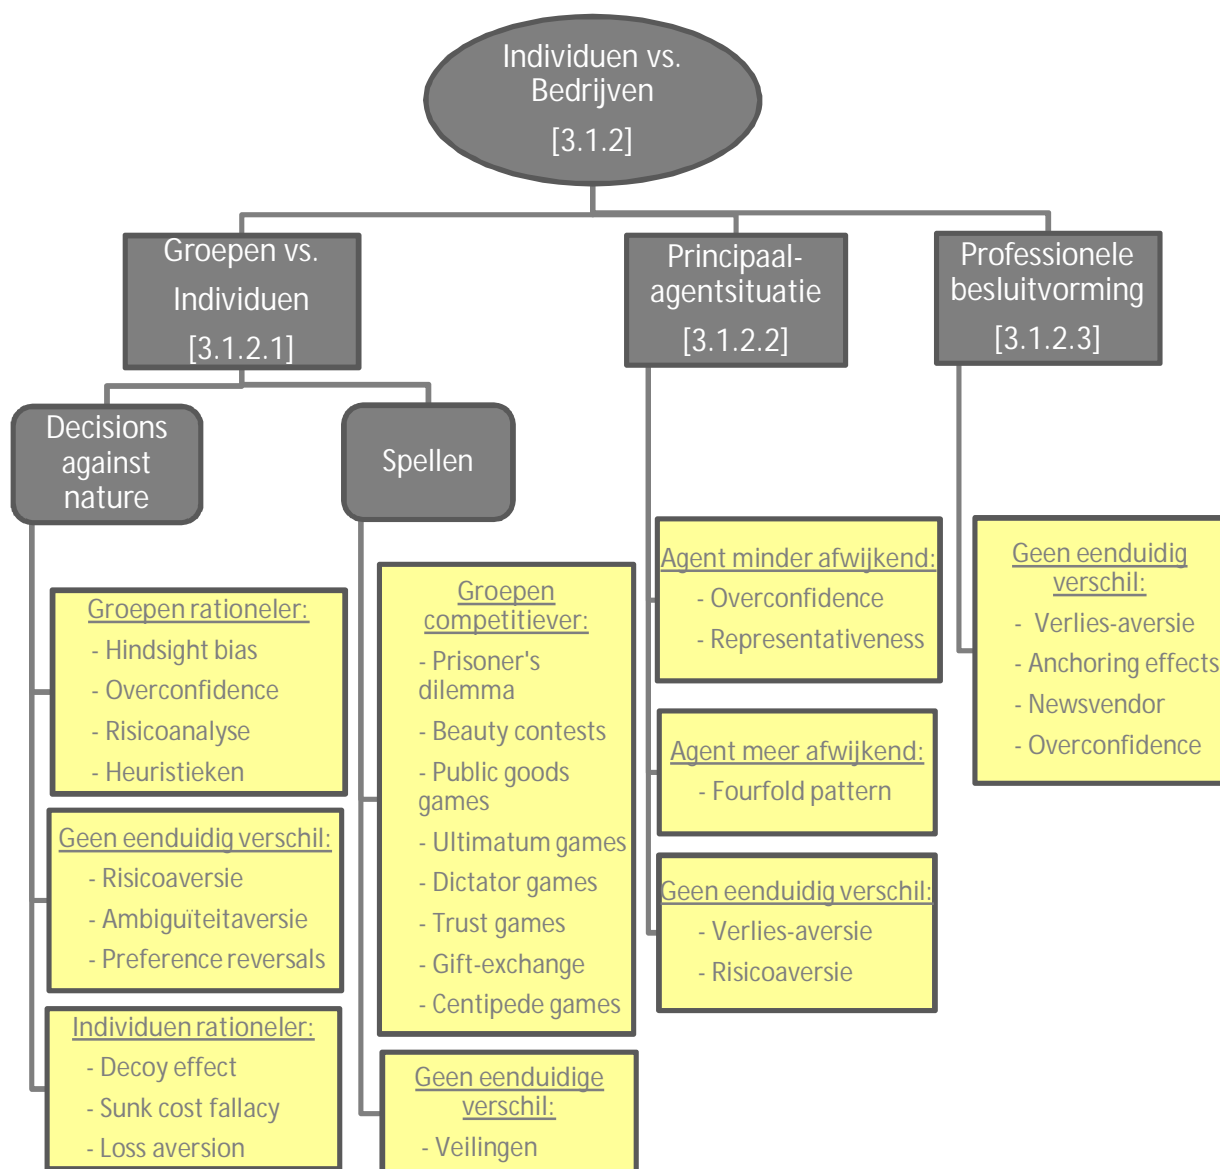 Individuen vs.
Bedrijven
[3.1.2]
Groepen vs.
Individuen
[3.1.2.1]
Principaal-
agentsituatie
[3.1.2.2]
Professionele
besluitvorming
[3.1.2.3]
Decisions
against
nature
Spellen
Groepen rationeler:
- Hindsight bias
- Overconfidence
- Risicoanalyse
- Heuristieken
Geen eenduidig verschil:
- Risicoaversie
- Ambiguïteitaversie
- Preference reversals
Individuen rationeler:
- Decoy effect
- Sunk cost fallacy
- Loss aversion
Groepen
competitiever:
- Prisoner's
dilemma
- Beauty contests
- Public goods
games
- Ultimatum games
- Dictator games
- Trust games
- Gift-exchange
- Centipede games
Geen eenduidige
verschil:
- Veilingen
Agent minder afwijkend:
- Overconfidence
- Representativeness
Agent meer afwijkend:
- Fourfold pattern
Geen eenduidig verschil:
- Verlies-aversie
- Risicoaversie
Geen eenduidig
verschil:
- Verlies-aversie
- Anchoring effects
- Newsvendor
- Overconfidence